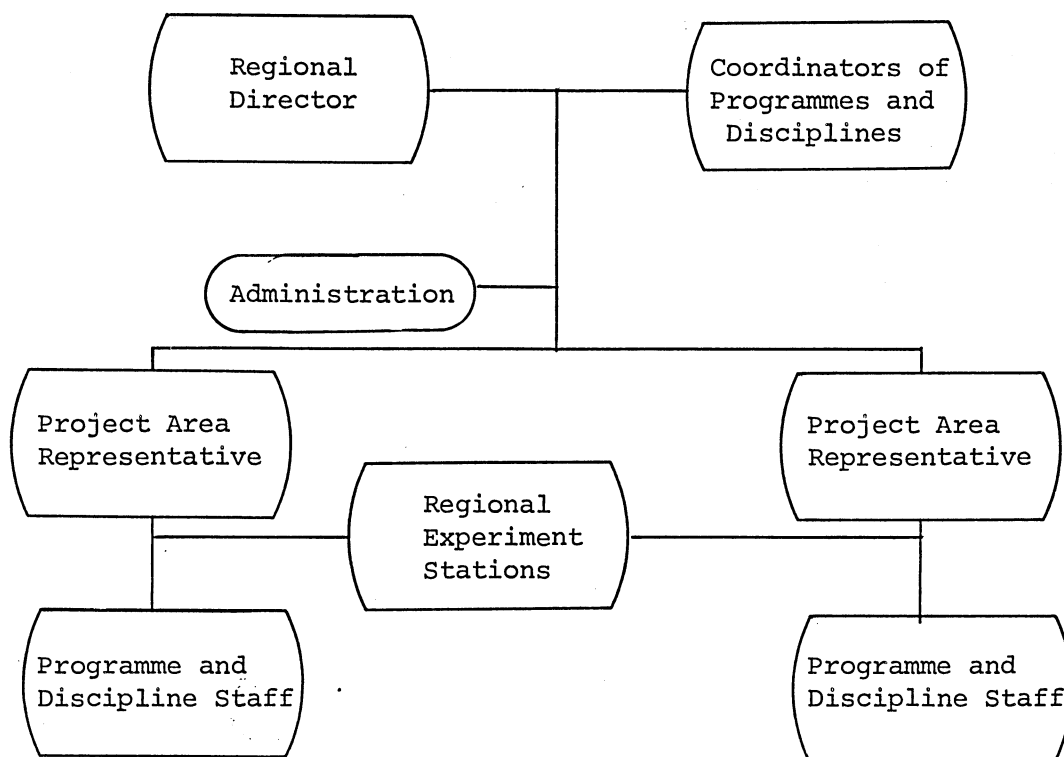 Regional
Director
Coordinators of
Programmes and
Disciplines
Administration
Project Area
Representative
Project Area
Representative
Regional
Experiment
Stations
Programme and
Discipline Staff
Programme and
Discipline Staff